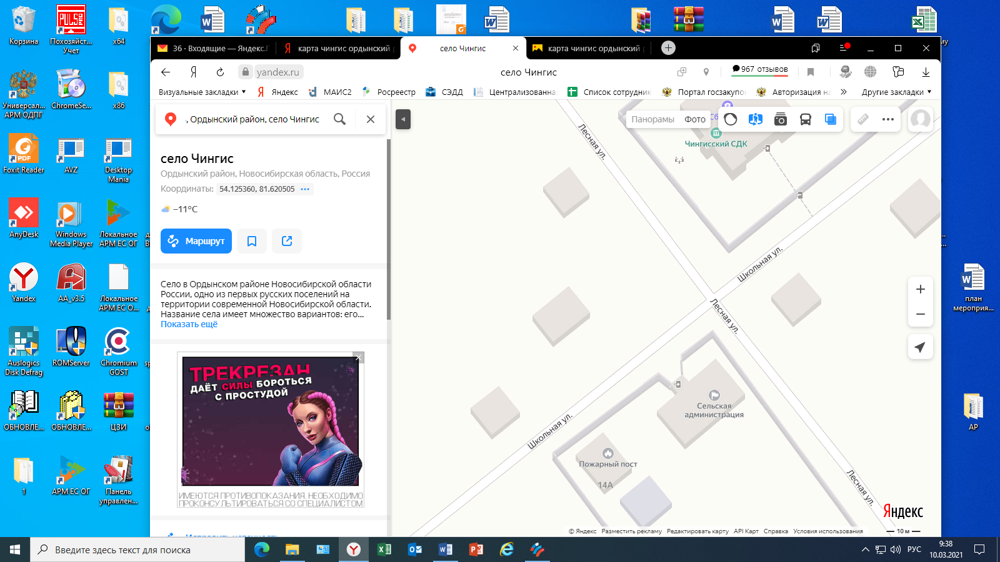 Корзина
Похозяйст...
Учет
x64
Универсал...
АРМ ОДПГ
ChromeSe...
x86
Foxit Reader
AVZ
Desktop
Mania
AnyDesk
Windows
Media Player
Локальное
АРМ ЕС ОГ
Yandex
AA_v3.5
Локальное
АРМ ЕС О...
Auslogics
Disk Defrag
ROMServer
Chromium
GOST
ОБНОВЛЕ...
ОБНОВЛЕ...
ЦЗИ
1
АРМ ЕС ОГ
Панель
управлен...
план
мероприя...
АР
36 · Входящие — Яндекс.
карта чингис ордынский
село Чингис
карта чингис ордынский
yandex.ru
село Чингис
967 отзывов
Визуальные закладки
Яндекс
МАИС2
Росреестр
СЭДД
Централизованна
Список сотрудник
Портал госзакупо
Авторизация на
Другие закладки
, Ордынский район, село Чингис
село Чингис
Ордынский район, Новосибирская область, Россия
Координаты: 54.125360, 81.620505
−11°C
Маршрут
Село в Ордынском районе Новосибирской области
России, одно из первых русских поселений на
территории современной Новосибирской области.
Название села имеет множество вариантов: его...
Показать ещё
ТРЕКРЕЗАН
ДАЁТ СИЛЫ БОРОТЬСЯ
С ПРОСТУДОЙ
ИМЕЮТСЯ ПРОТИВОПОКАЗАНИЯ. НЕОБХОДИМО
ПРОКОНСУЛЬТИРОВАТЬСЯ СО СПЕЦИАЛИСТОМ
Панорамы Фото
Чингисский СДК
Лесная ул.
Школьная ул.
Лесная ул.
Сельская
администрация
Школьная ул.
Пожарный пост
14А
Лесная ул.
Яндекс
© Яндекс Разместить рекламу Редактировать карту API Карт Справка Условия использования
10 м
Введите здесь текст для поиска
РУС
9:38
10.03.2021